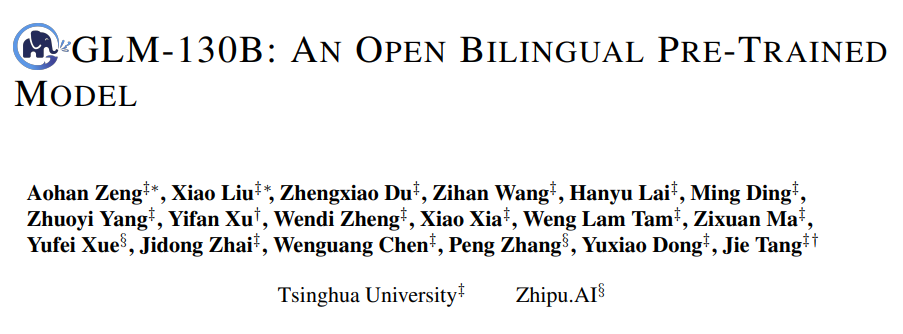 GLM-130B: AN OPEN BILINGUAL PRE-TRAINED
MODEL
Aohan Zeng‡*, Xiao Liu‡*, Zhengxiao Du‡, Zihan Wang‡, Hanyu Lai‡, Ming Ding‡,
Zhuoyi Yang‡, Yifan Xu†, Wendi Zheng‡, Xiao Xia‡, Weng Lam Tam‡, Zixuan Ma‡,
Yufei Xue§, Jidong Zhai‡, Wenguang Chen‡, Peng Zhang§, Yuxiao Dong‡, Jie Tang‡†
Tsinghua University‡ Zhipu.AI§